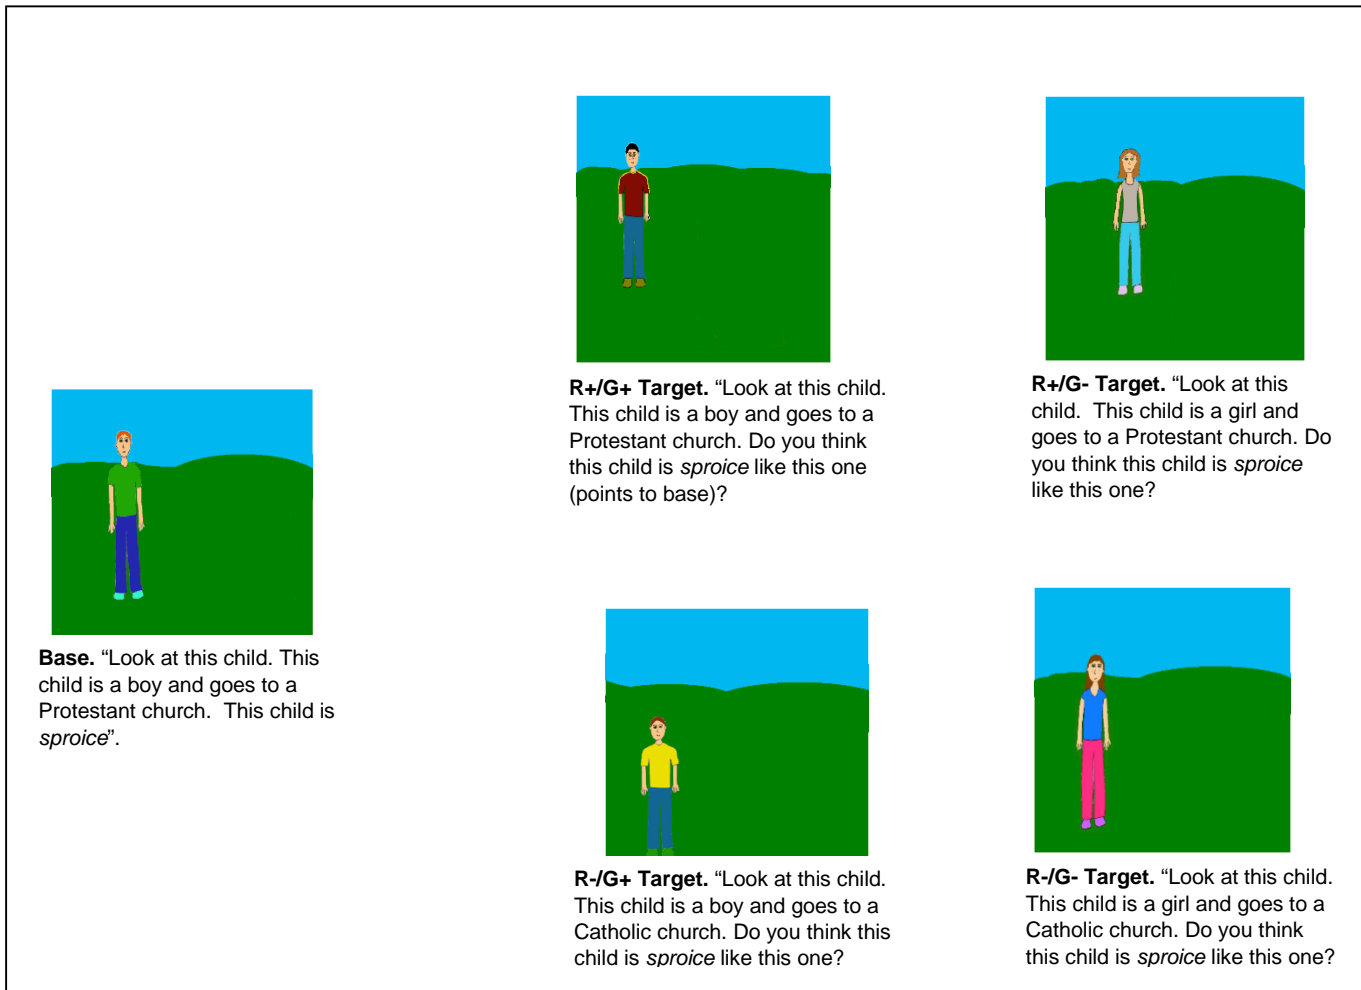 R+/G+ Target. “Look at this child.
This child is a boy and goes to a
Protestant church. Do you think
this child is sproice like this one
(points to base)?
R+/G- Target. “Look at this
child.  This child is a girl and
goes to a Protestant church. Do
you think this child is sproice
like this one?
Base. “Look at this child. This
child is a boy and goes to a
Protestant church.  This child is
sproice”.
R-/G+ Target. “Look at this child.
This child is a boy and goes to a
Catholic church. Do you think this
child is sproice like this one?
R-/G- Target. “Look at this child.
This child is a girl and goes to a
Catholic church. Do you think
this child is sproice like this one?